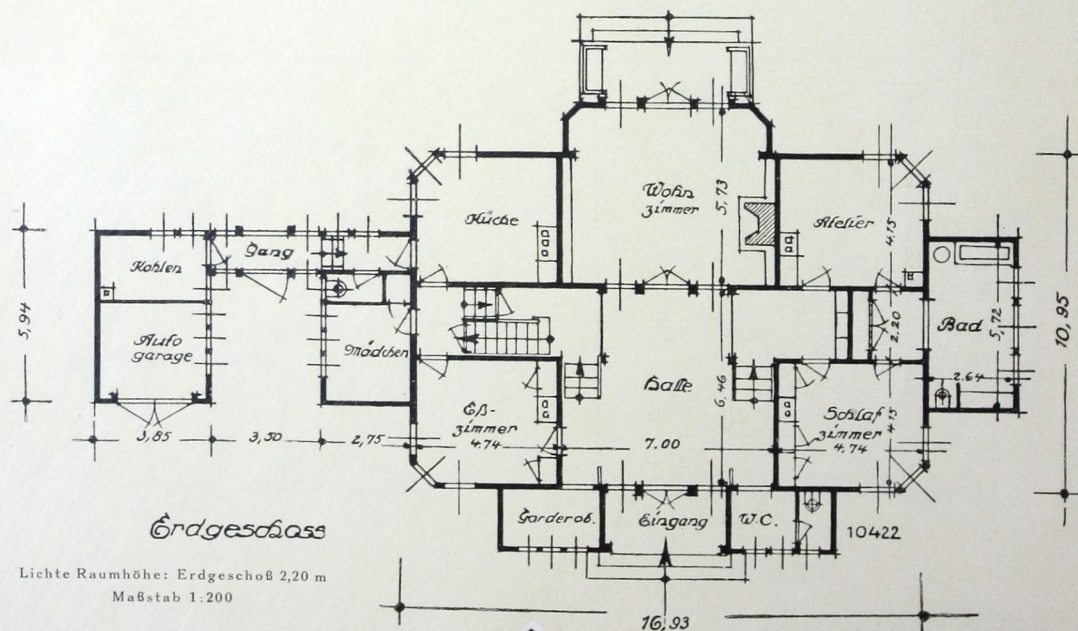 Wohn
zimmer
5,73
Küche
Atelier
4.15
Kohlen
Gang
Auto
garage
Mädchen
5,94
2.20
Bad
5,72
2.64
10,95
Halle
6,46
Eß-
zimmer
4.74
7.00
Schlaf
zimmer
4,74
4.15
3,85
3,50
2,75
Garderob.
Eingang
W.C.
10422
Erdgeschoss
Lichte Raumhöhe: Erdgeschoß 2,20 m
Maßstab 1:200
16,93